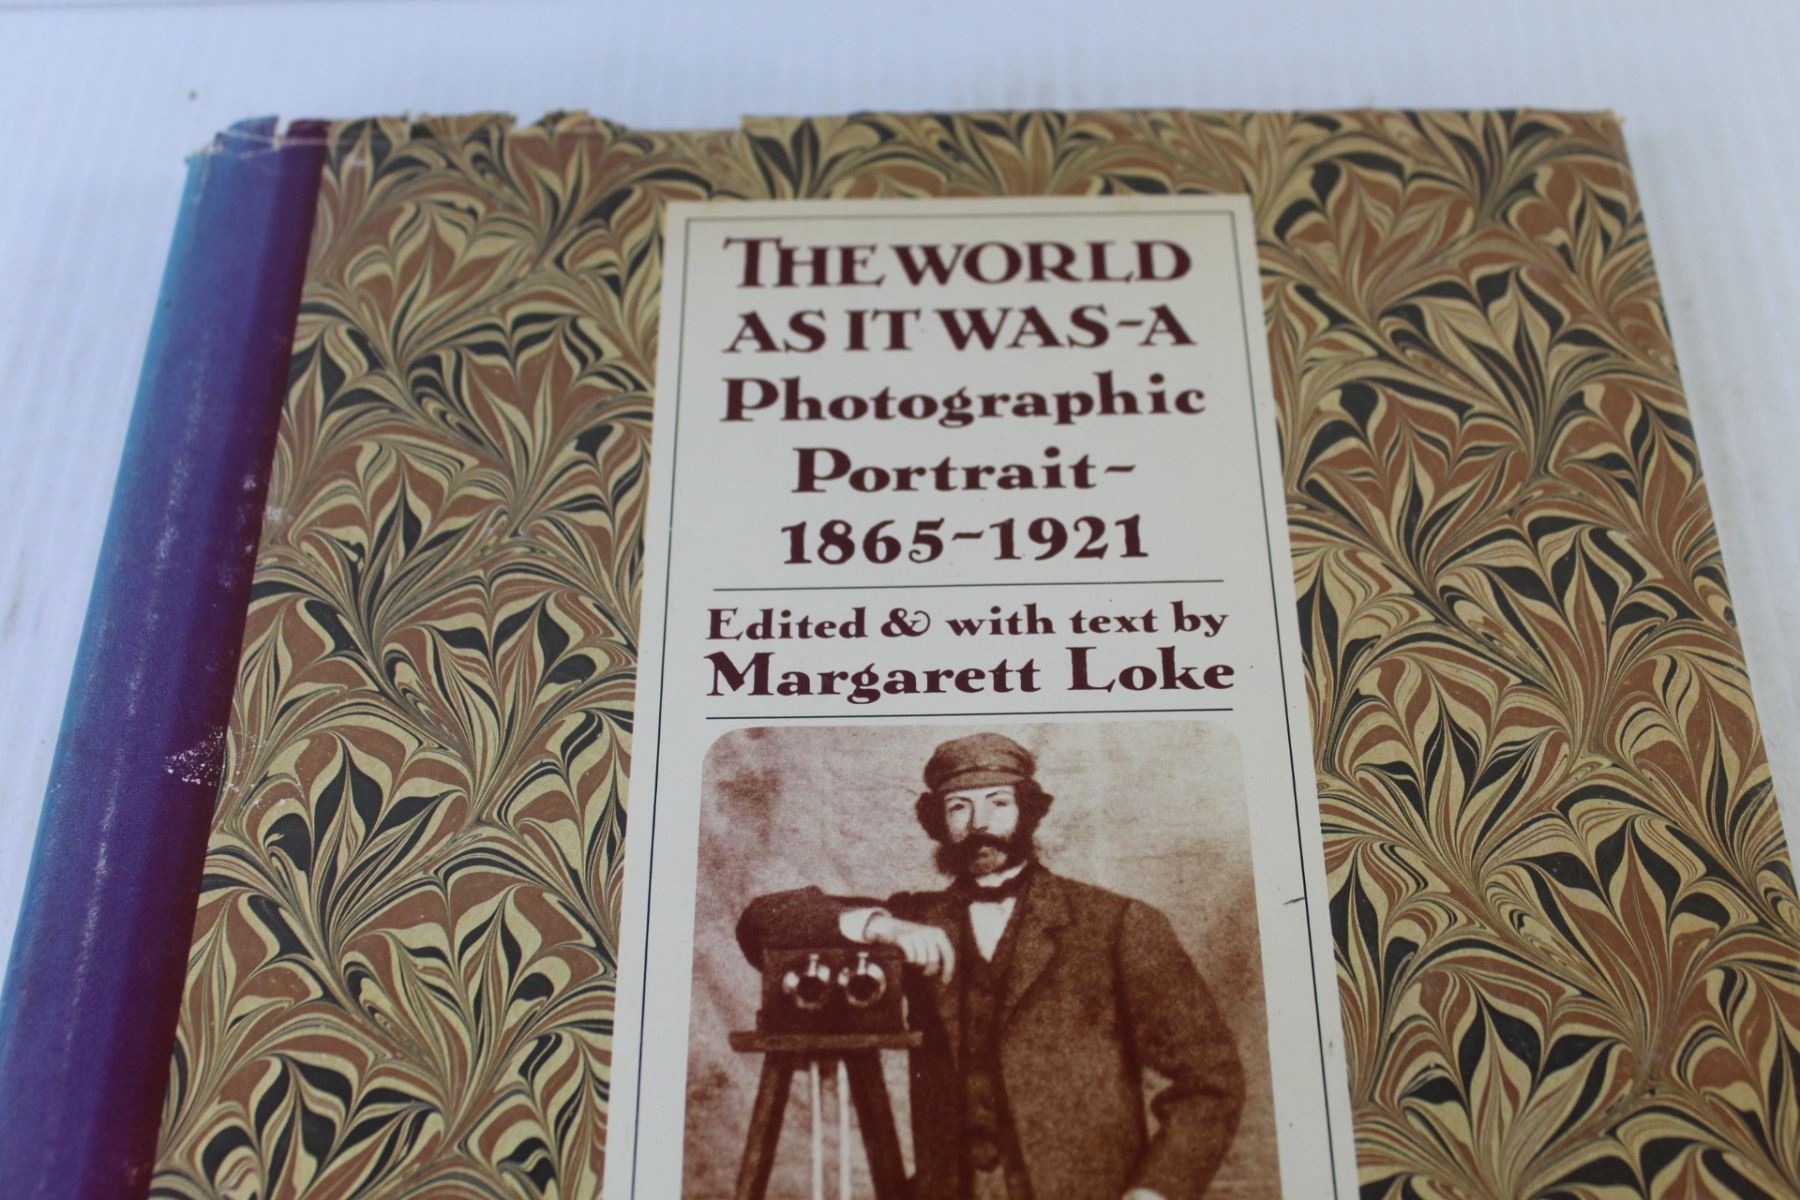 THE WORLD
AS IT WAS-A
Photographic
Portrait-
1865-1921
Edited & with text by
Margarett Loke